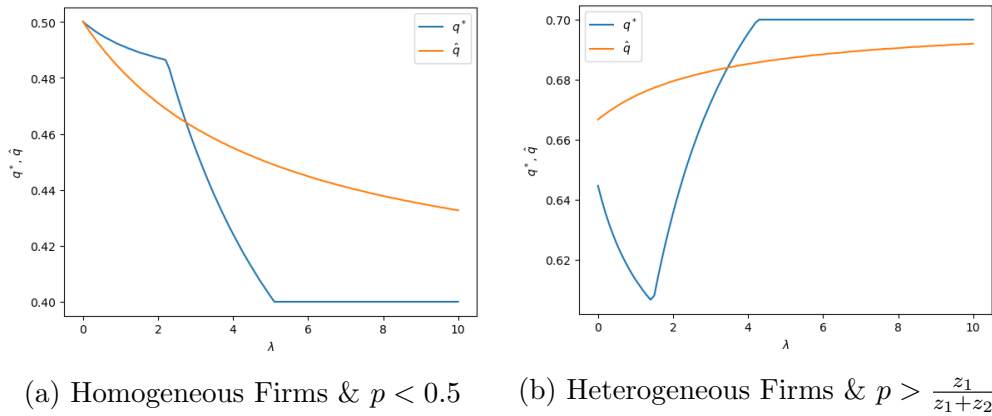 0.50
0.48
0.46
0.44
0.42
0.40
q*, q̂
0 2 4 6 8 10
λ
q*
q̂
0.70
0.68
0.66
0.64
0.62
q*, q̂
0 2 4 6 8 10
λ
q*
q̂
(a) Homogeneous Firms & p < 0.5
(b) Heterogeneous Firms & p > z₁/(z₁+z₂)